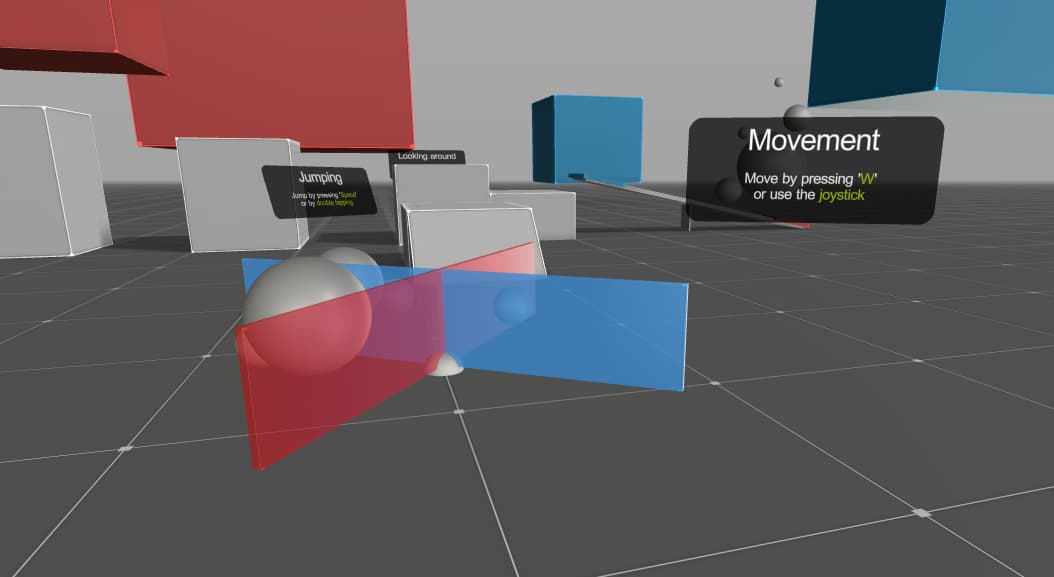 Looking around
Movement
Move by pressing 'W'
or use the joystick
Jumping
Jump by pressing 'Space'
or by double tapping